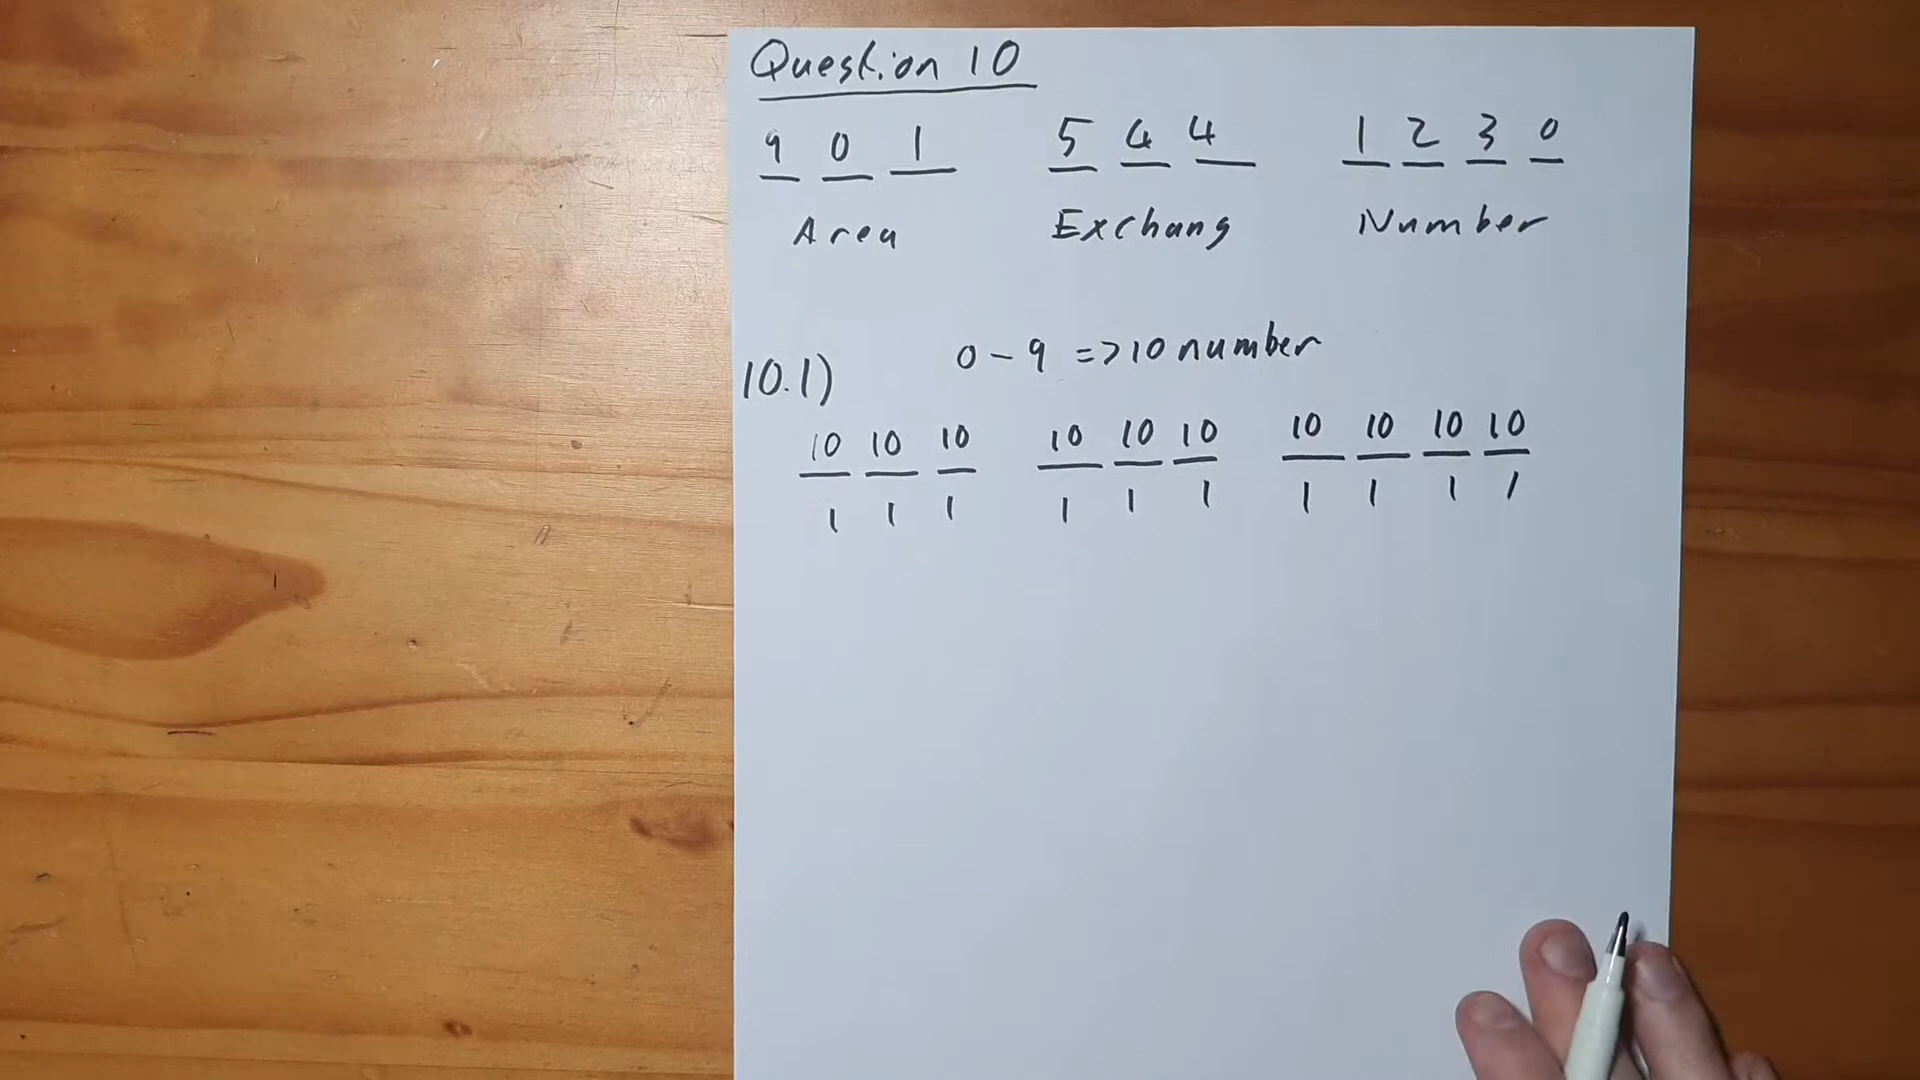 Question 10
9 0 1 5 4 4 1 2 3 0
Area Exchang Number
0 - 9 => 10 number
10.1)
10 10 10 10 10 10 10 10 10 10
1 1 1 1 1 1 1 1 1 1